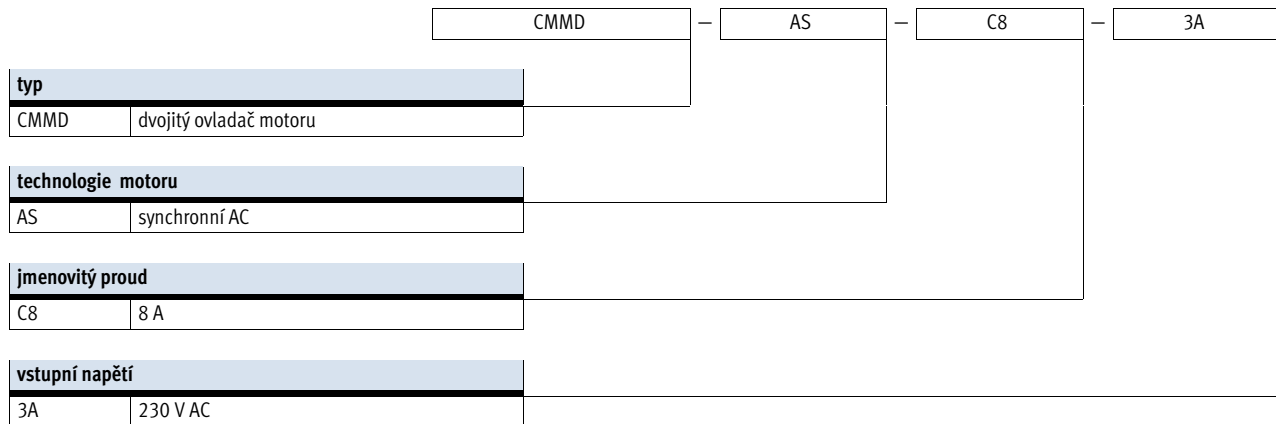 CMMD – AS – C8 – 3A
typ
CMMD dvojitý ovladač motoru
technologie motoru
AS synchronní AC
jmenovitý proud
C8 8 A
vstupní napětí
3A 230 V AC